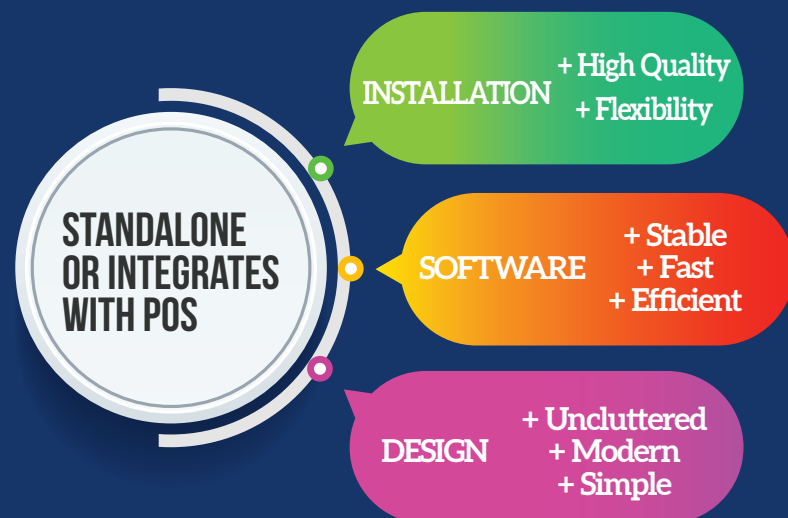 STANDALONE
OR INTEGRATES
WITH POS
INSTALLATION
+ High Quality
+ Flexibility
SOFTWARE
+ Stable
+ Fast
+ Efficient
DESIGN
+ Uncluttered
+ Modern
+ Simple